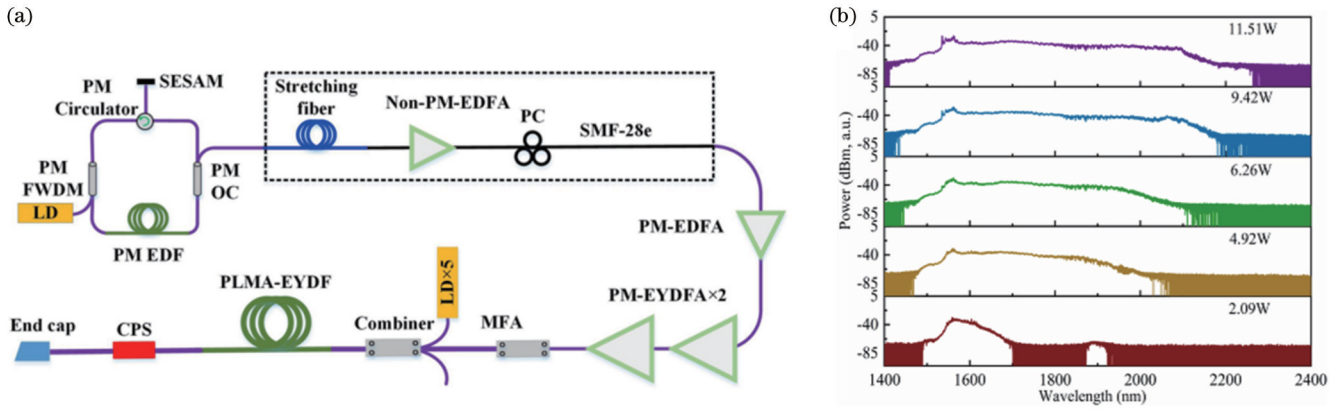 (a)
SESAM
PM
Circulator
PM
FWDM
LD
PM EDF
PM
OC
Stretching
fiber
Non-PM-EDFA
PC
SMF-28e
PM-EDFA
PM-EYDFA×2
MFA
LD×5
Combiner
PLMA-EYDF
CPS
End cap
(b)
Power (dBm, a.u.)
5
-40
-85
11.51W
5
-40
-85
9.42W
5
-40
-85
6.26W
5
-40
-85
4.92W
5
-40
-85
2.09W
1400 1600 1800 2000 2200 2400
Wavelength (nm)